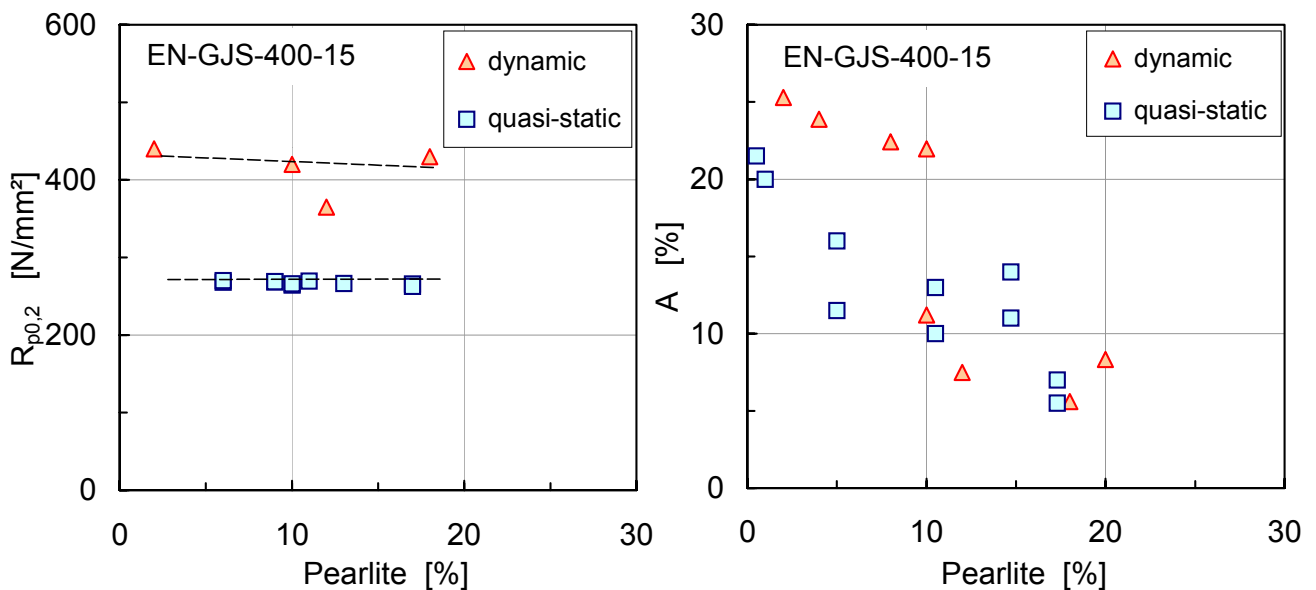 600
400
200
0
R_p0,2 [N/mm²]
EN-GJS-400-15
dynamic
quasi-static
0 10 20 30
Pearlite [%]
30
20
10
0
A [%]
EN-GJS-400-15
dynamic
quasi-static
0 10 20 30
Pearlite [%]